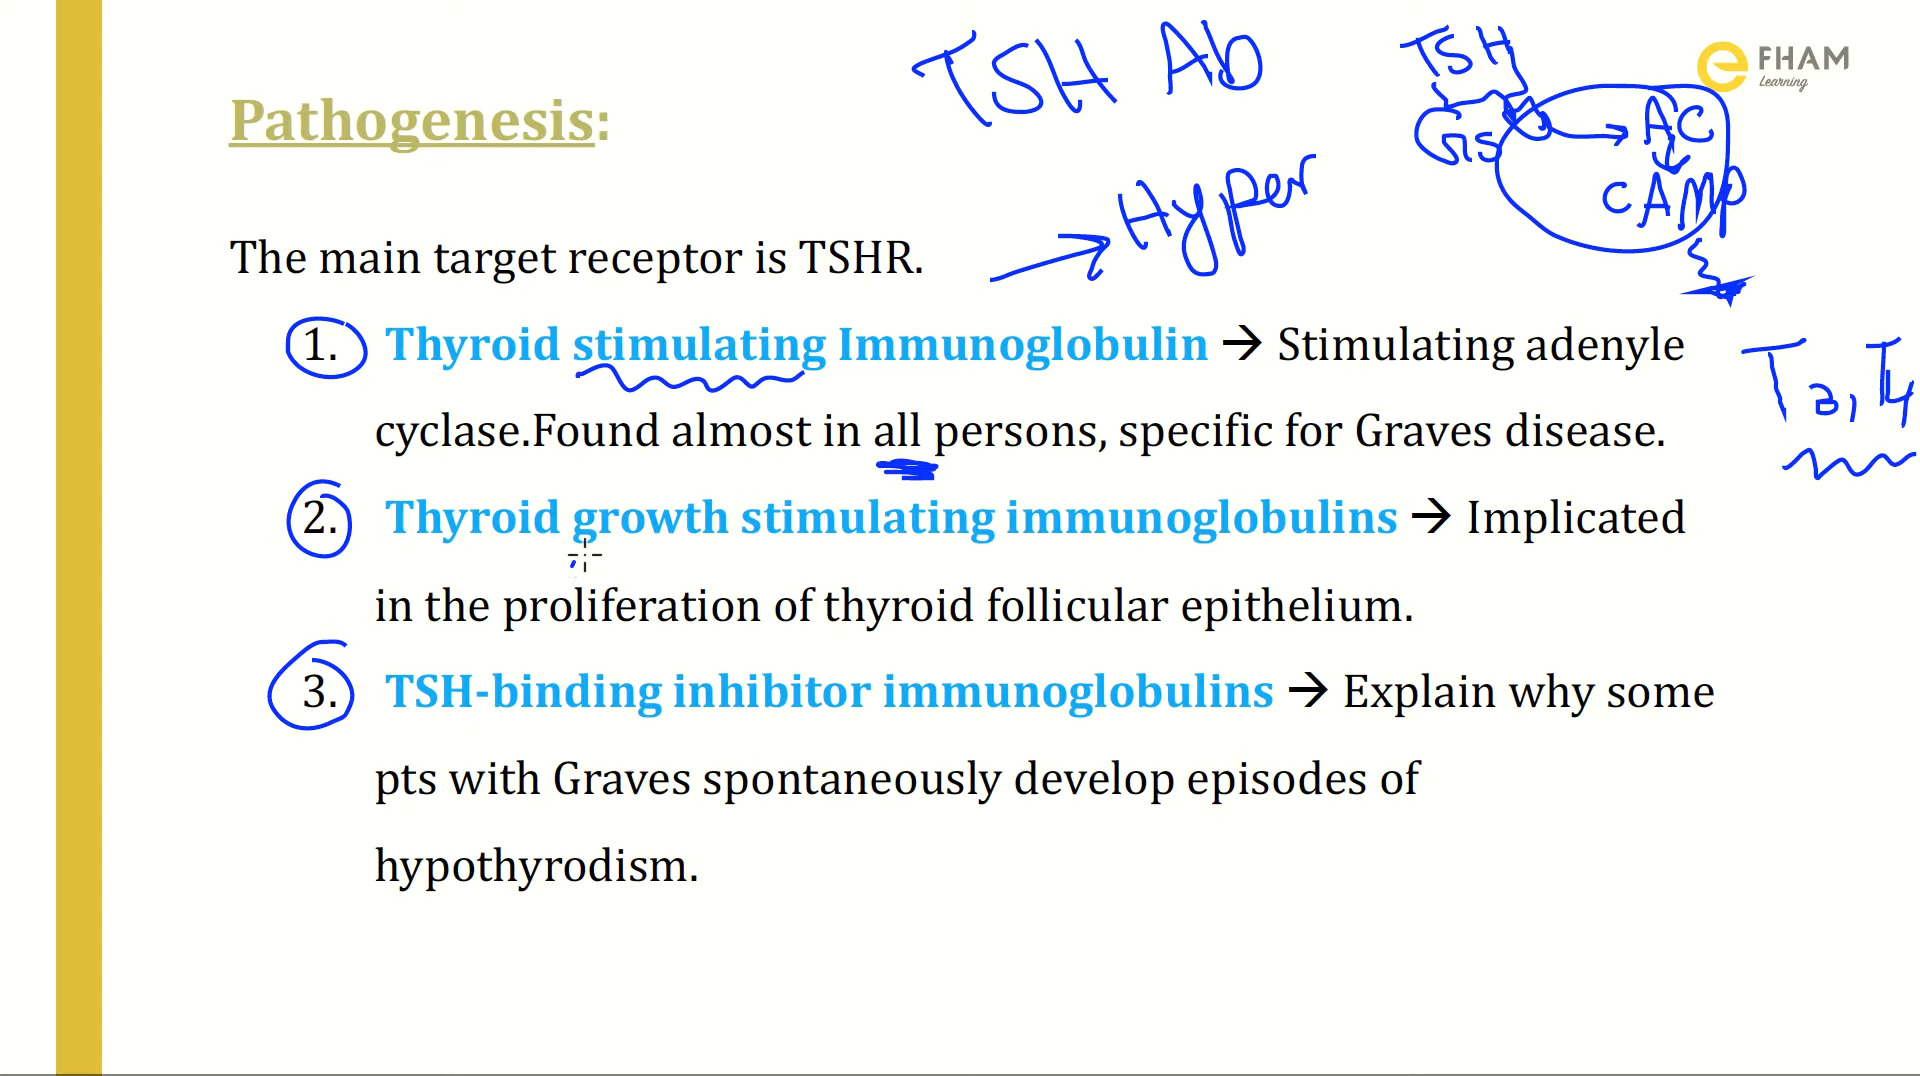 TSH Ab
TSH
FHAM
Learning
Pathogenesis:
Gs
AC
cAMP
Hyper
The main target receptor is TSHR.
1. Thyroid stimulating Immunoglobulin → Stimulating adenyle
T3, T4
cyclase.Found almost in all persons, specific for Graves disease.
2. Thyroid growth stimulating immunoglobulins → Implicated
in the proliferation of thyroid follicular epithelium.
3. TSH-binding inhibitor immunoglobulins → Explain why some
pts with Graves spontaneously develop episodes of
hypothyrodism.